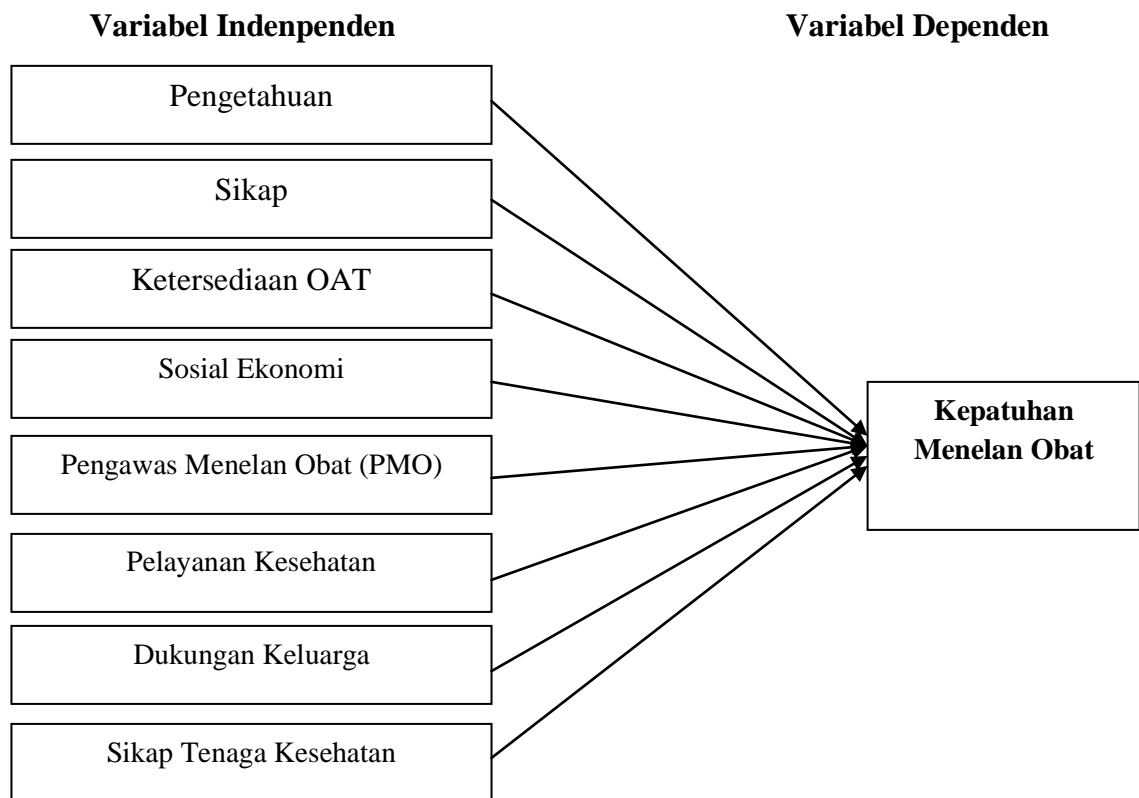 Variabel Indenpenden
Variabel Dependen
Pengetahuan
Sikap
Ketersediaan OAT
Sosial Ekonomi
Pengawas Menelan Obat (PMO)
Pelayanan Kesehatan
Dukungan Keluarga
Sikap Tenaga Kesehatan
Kepatuhan
Menelan Obat